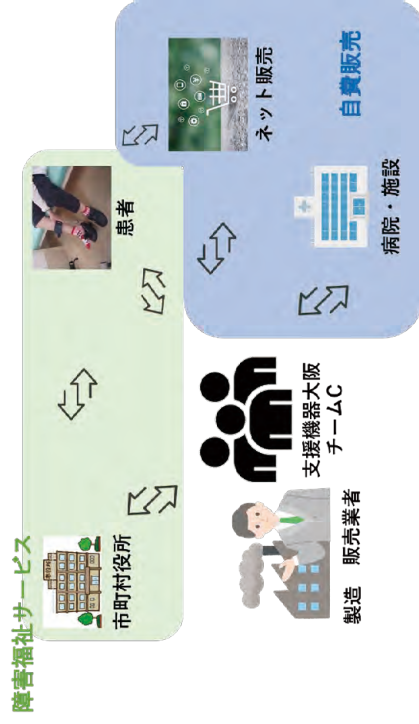 障害福祉サービス
市町村役所
患者
ネット販売
自費販売
病院・施設
支援機器大阪
チームC
製造　販売業者